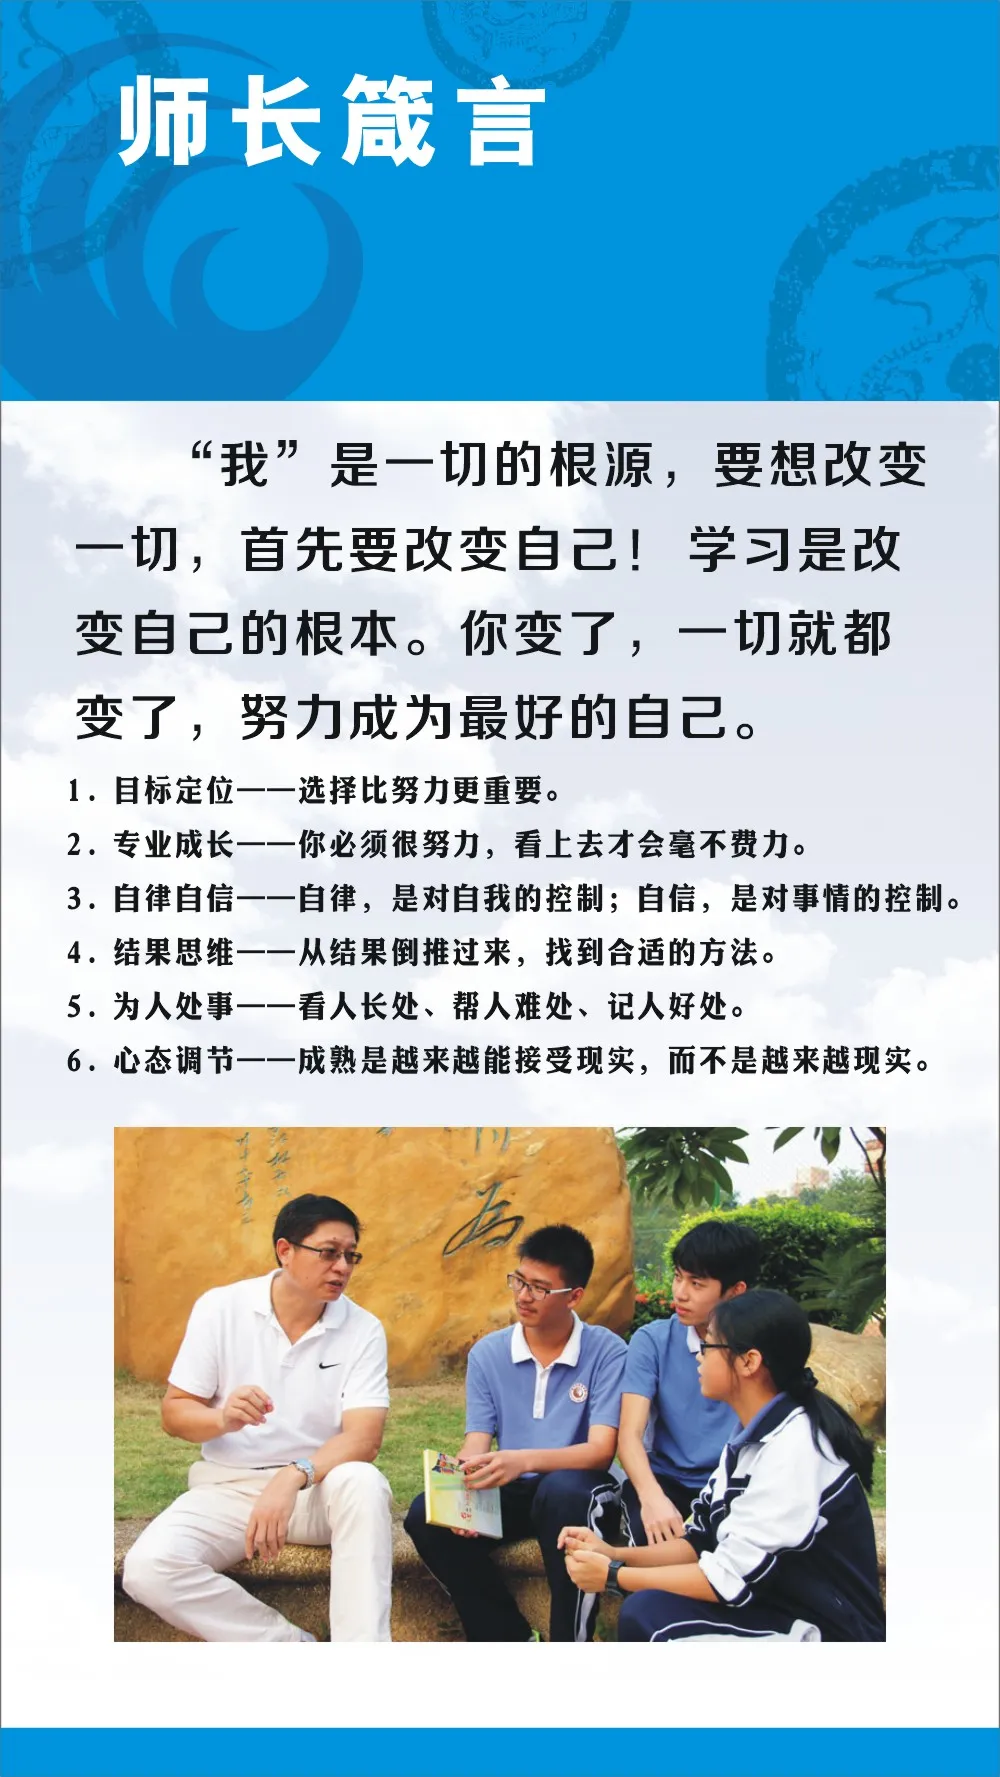 师长箴言
“我”是一切的根源，要想改变
一切，首先要改变自己！ 学习是改
变自己的根本。你变了，一切就都
变了，努力成为最好的自己。
1. 目标定位——选择比努力更重要。
2. 专业成长——你必须很努力，看上去才会毫不费力。
3. 自律自信——自律，是对自我的控制；自信，是对事情的控制。
4. 结果思维——从结果倒推过来，找到合适的方法。
5. 为人处事——看人长处、帮人难处、记人好处。
6. 心态调节——成熟是越来越能接受现实，而不是越来越现实。